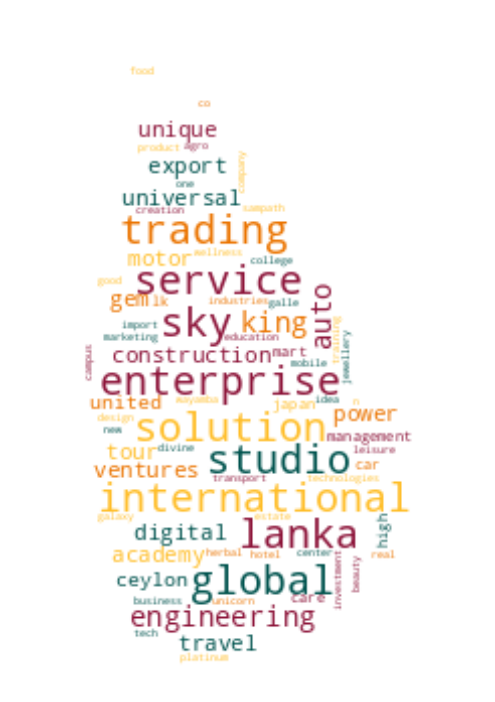 food
co
unique
product agro
export
company
one
universal
creation sampath
trading
motor wellness
college
service
good
gem lk industries galle
auto
import sky king
marketing education
training
jewellery
campus
construction mart
mobile
enterprise
united mayamba japan idea n
design solution power
new management
tour divine studio leisure
ventures car
transport technologies
international
galaxy estate
digital lanka high
academy herbal hotel center real
ceylon global investment beauty
business unicorn care
engineering
tech travel
platinum